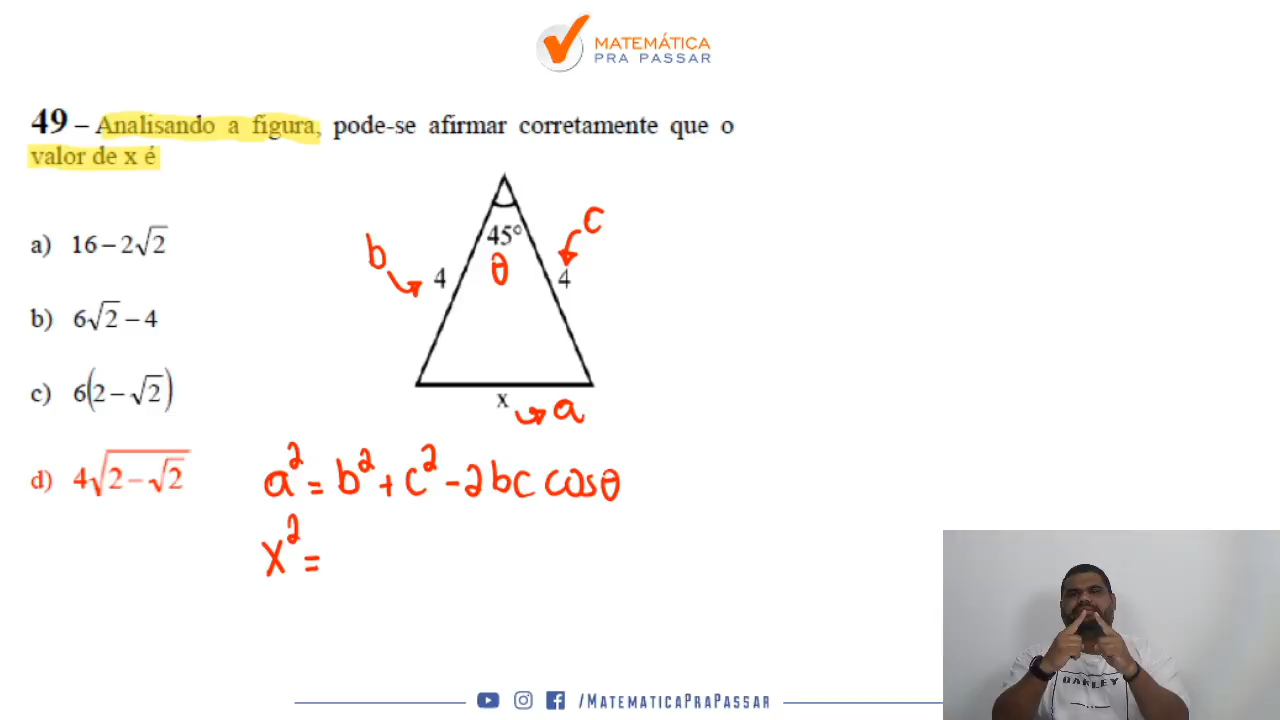 MATEMÁTICA
PRA PASSAR
49 – Analisando a figura, pode-se afirmar corretamente que o
valor de x é
a) 16 – 2√2
b) 6√2 – 4
c) 6(2 – √2)
d) 4√(2 – √2)
45°
θ
b
4
c
4
x
a
a² = b² + c² – 2bc cosθ
x² =
OAKLEY
/MATEMATICAPRAPASSAR